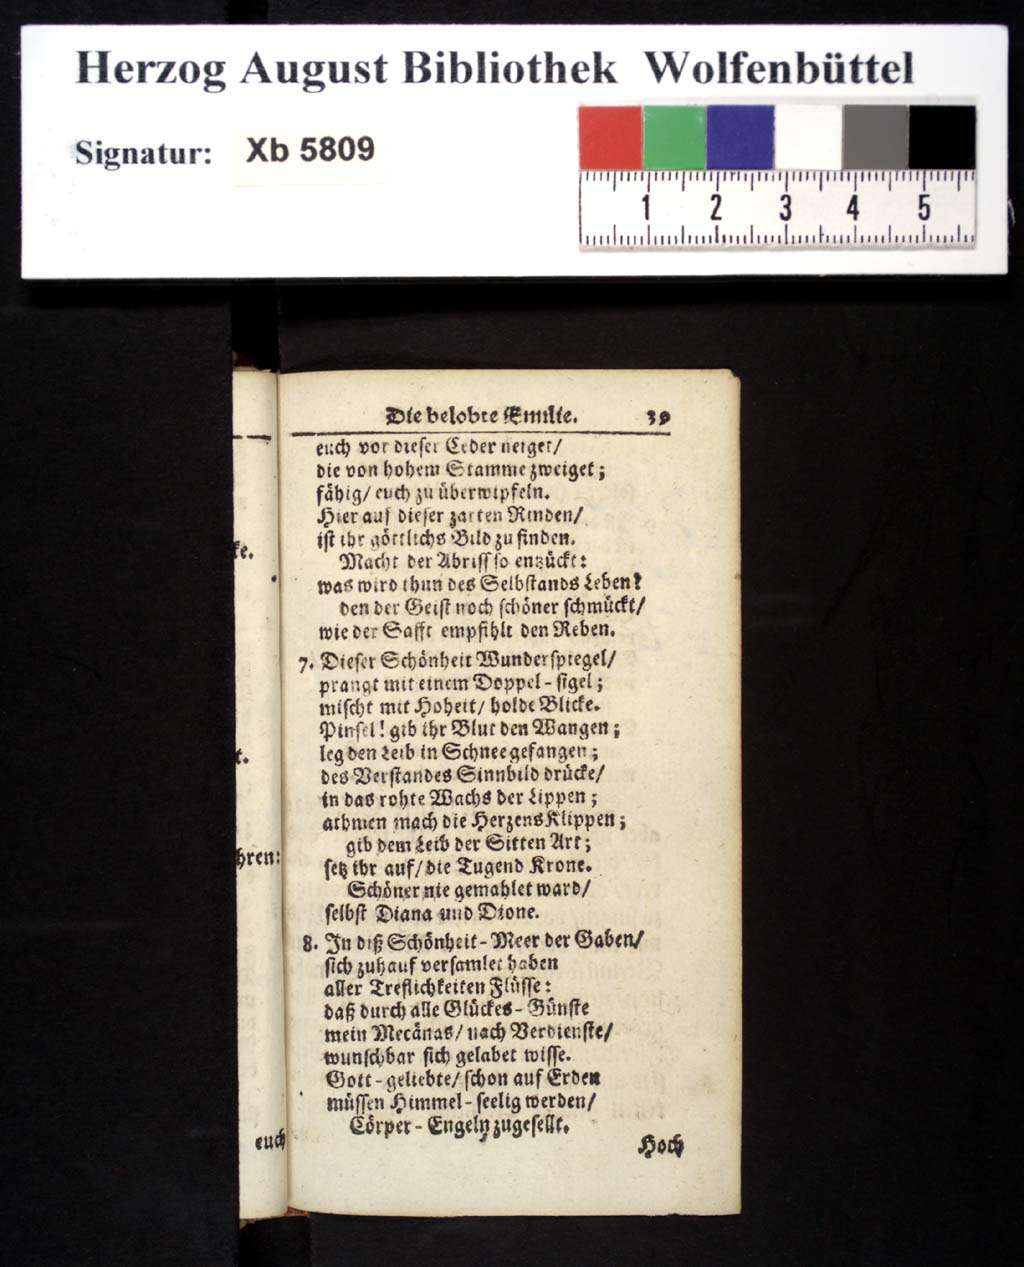 Herzog August Bibliothek Wolfenbüttel
Signatur: Xb 5809
1 2 3 4 5
ke.
t.
hren:
euch
Die belobte Emilie. 39
euch vor dieser Ceder neiget/
die von hohem Stamme zweiget;
fähig/ euch zu überwipfeln.
Hier auf dieser zarten Rinden/
ist ihr göttlichs Bild zu finden.
Macht der Abriss so entzückt:
was wird thun des Selbstands Leben?
den der Geist noch schöner schmückt/
wie der Safft empfihlt den Reben.
7. Dieser Schönheit Wunderspiegel/
prangt mit einem Doppel-sigel;
mischt mit Hoheit/ holde Blicke.
Pinsel! gib ihr Blut den Wangen;
leg den Leib in Schnee gefangen;
des Verstandes Sinnbild drücke/
in das rohte Wachs der Lippen;
athmen mach die Herzens Klippen;
gib dem Leib der Sitten Art;
setz ihr auf/ die Tugend Krone.
Schöner nie gemahlet ward/
selbst Diana und Dione.
8. In diß Schönheit-Meer der Gaben/
sich zuhauf versamlet haben
aller Treflichkeiten Flüsse:
daß durch alle Glückes-Günste
mein Mecänas/ nach Verdienste/
wunschbar sich gelabet wisse.
Gott-geliebte/ schon auf Erden
müssen Himmel-seelig werden/
Cörper-Engeln zugesellt.
Hoch